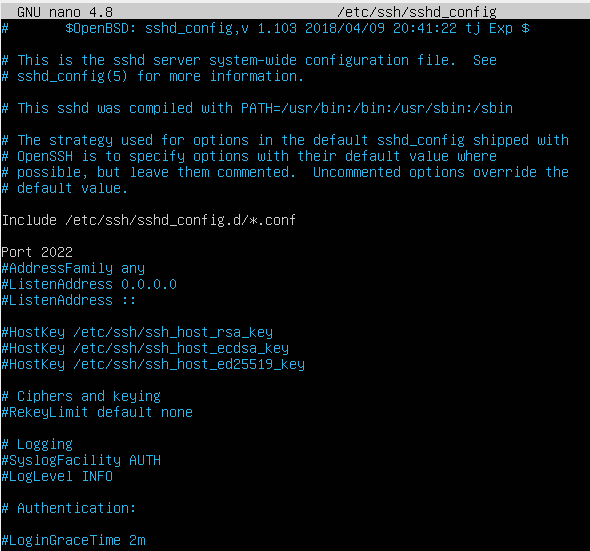 GNU nano 4.8 /etc/ssh/sshd_config
# $OpenBSD: sshd_config,v 1.103 2018/04/09 20:41:22 tj Exp $
# This is the sshd server system-wide configuration file. See
# sshd_config(5) for more information.
# This sshd was compiled with PATH=/usr/bin:/bin:/usr/sbin:/sbin
# The strategy used for options in the default sshd_config shipped with
# OpenSSH is to specify options with their default value where
# possible, but leave them commented. Uncommented options override the
# default value.
Include /etc/ssh/sshd_config.d/*.conf
Port 2022
#AddressFamily any
#ListenAddress 0.0.0.0
#ListenAddress ::
#HostKey /etc/ssh/ssh_host_rsa_key
#HostKey /etc/ssh/ssh_host_ecdsa_key
#HostKey /etc/ssh/ssh_host_ed25519_key
# Ciphers and keying
#RekeyLimit default none
# Logging
#SyslogFacility AUTH
#LogLevel INFO
# Authentication:
#LoginGraceTime 2m